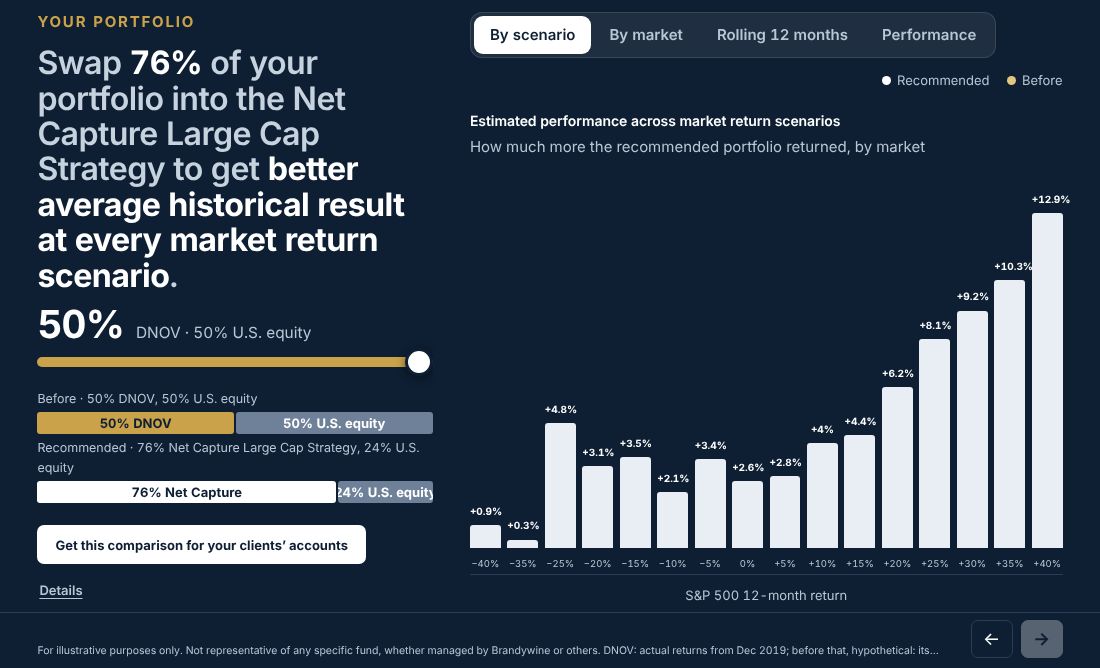 YOUR PORTFOLIO
Swap 76% of your
portfolio into the Net
Capture Large Cap
Strategy to get better
average historical result
at every market return
scenario.
50% DNOV · 50% U.S. equity
Before · 50% DNOV, 50% U.S. equity
50% DNOV 50% U.S. equity
Recommended · 76% Net Capture Large Cap Strategy, 24% U.S.
equity
76% Net Capture 24% U.S. equity
Get this comparison for your clients’ accounts
Details
By scenario By market Rolling 12 months Performance
Recommended Before
Estimated performance across market return scenarios
How much more the recommended portfolio returned, by market
+0.9% +0.3% +4.8% +3.1% +3.5% +2.1% +3.4% +2.6% +2.8% +4% +4.4% +6.2% +8.1% +9.2% +10.3% +12.9%
−40% −35% −25% −20% −15% −10% −5% 0% +5% +10% +15% +20% +25% +30% +35% +40%
S&P 500 12-month return
For illustrative purposes only. Not representative of any specific fund, whether managed by Brandywine or others. DNOV: actual returns from Dec 2019; before that, hypothetical: its…
← →